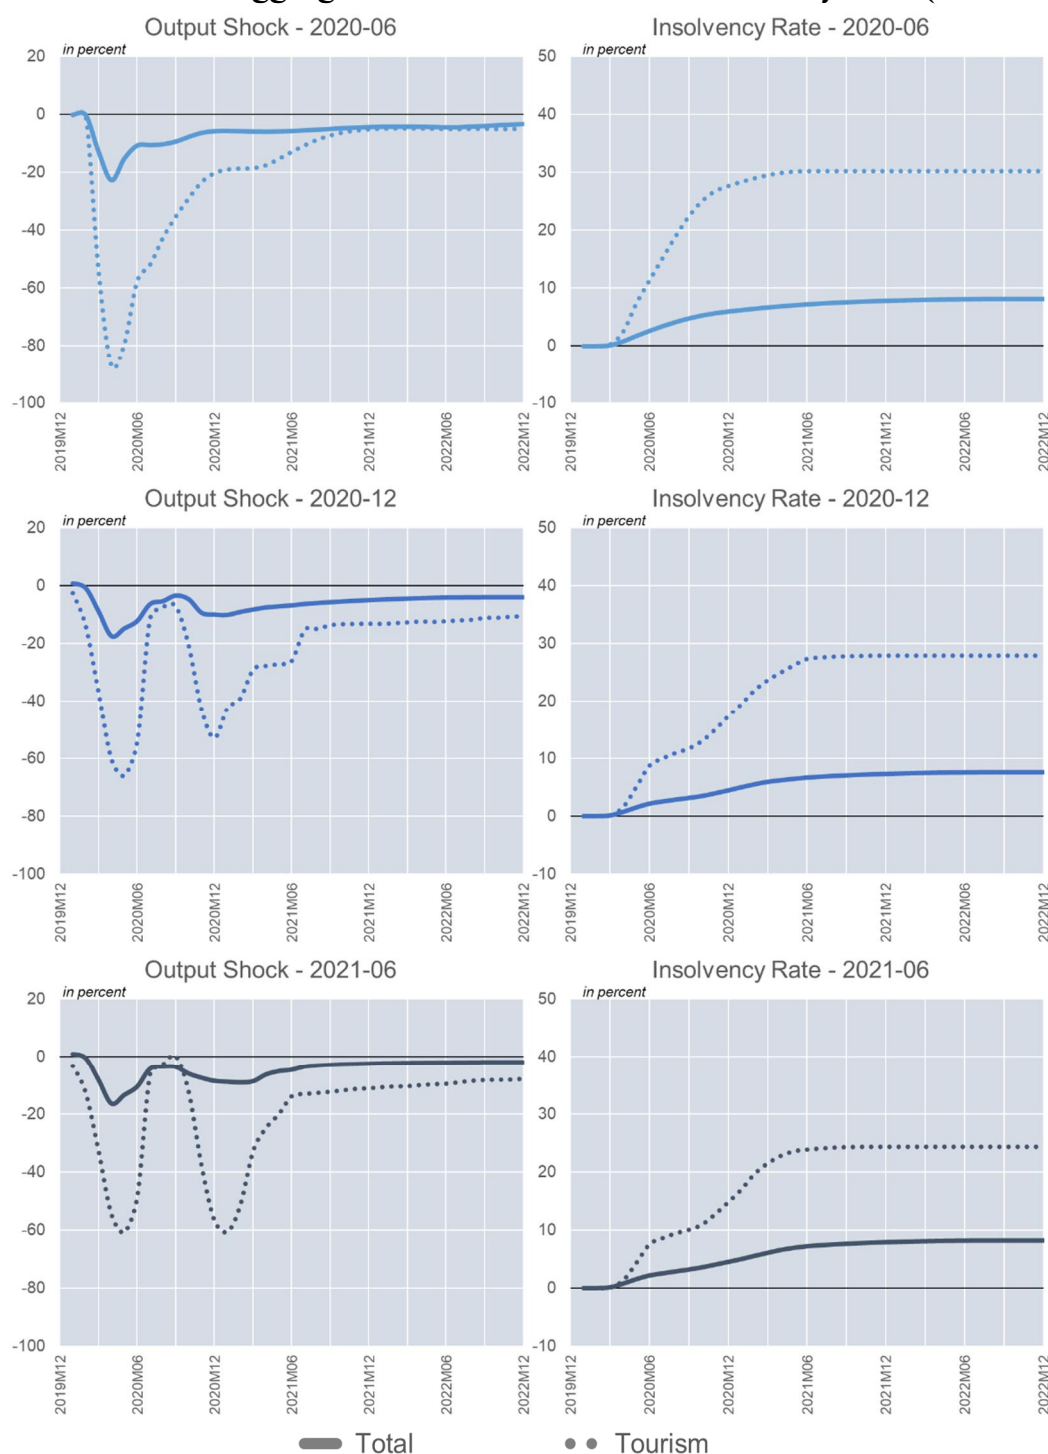 Output Shock - 2020-06
in percent
20
0
-20
-40
-60
-80
-100
2019M12
2020M06
2020M12
2021M06
2021M12
2022M06
2022M12
Insolvency Rate - 2020-06
in percent
50
40
30
20
10
0
-10
2019M12
2020M06
2020M12
2021M06
2021M12
2022M06
2022M12
Output Shock - 2020-12
in percent
20
0
-20
-40
-60
-80
-100
2019M12
2020M06
2020M12
2021M06
2021M12
2022M06
2022M12
Insolvency Rate - 2020-12
in percent
50
40
30
20
10
0
-10
2019M12
2020M06
2020M12
2021M06
2021M12
2022M06
2022M12
Output Shock - 2021-06
in percent
20
0
-20
-40
-60
-80
-100
2019M12
2020M06
2020M12
2021M06
2021M12
2022M06
2022M12
Insolvency Rate - 2021-06
in percent
50
40
30
20
10
0
-10
2019M12
2020M06
2020M12
2021M06
2021M12
2022M06
2022M12
Total
Tourism